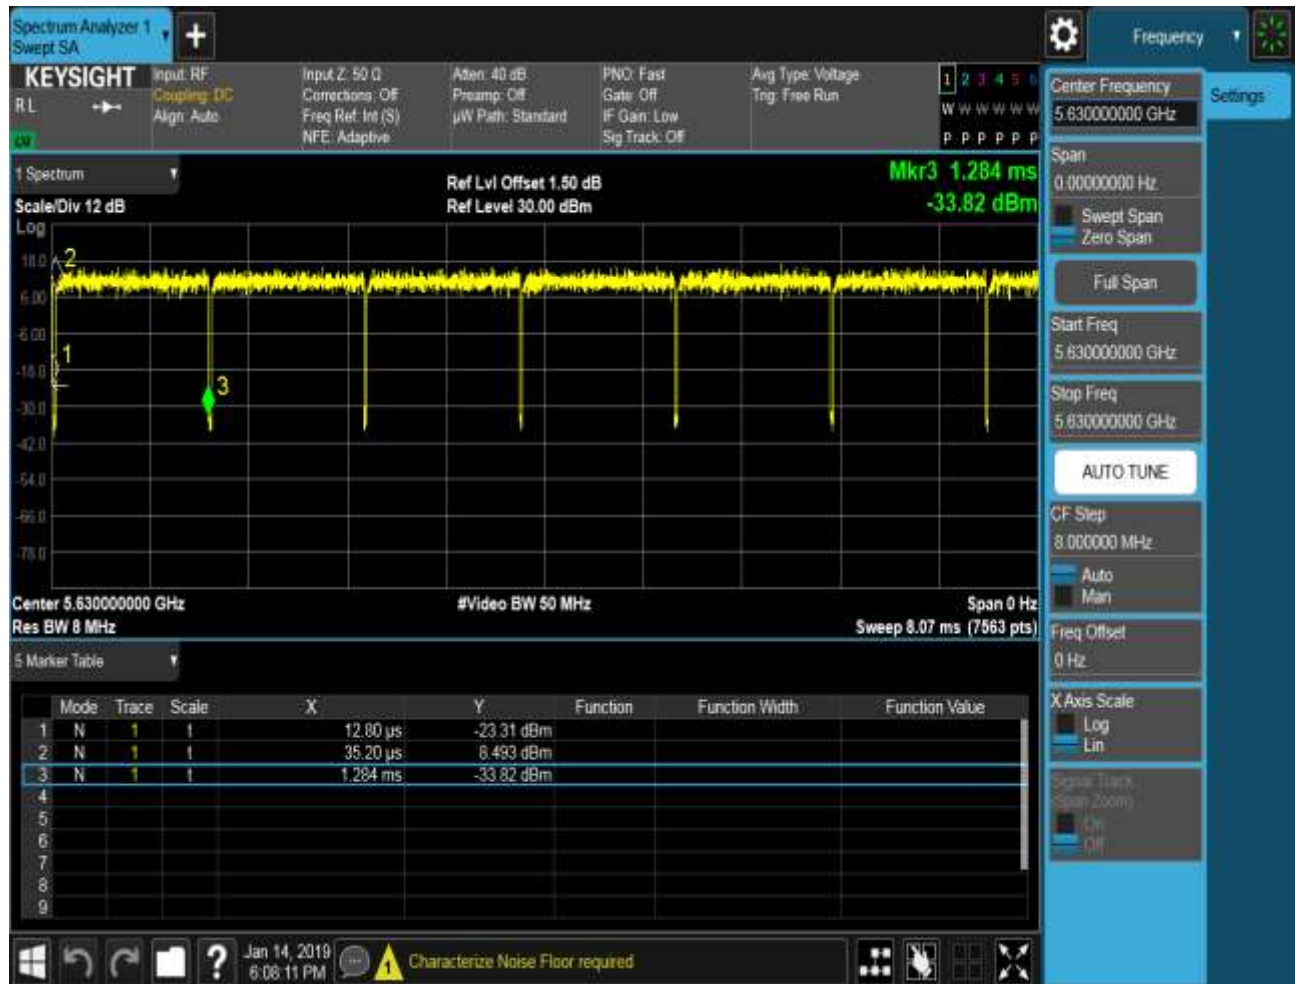 Spectrum Analyzer 1
Swept SA
Frequency
KEYSIGHT
Input: RF
Coupling: DC
Align: Auto
Input Z: 50 Ω
Corrections: Off
Freq Ref: Int (S)
NFE: Adaptive
Atten: 40 dB
Preamp: Off
µW Path: Standard
PNO: Fast
Gate: Off
IF Gain: Low
Sig Track: Off
Avg Type: Voltage
Trig: Free Run
1 2 3 4 5 6
W W W W W W
P P P P P P
R L
Center Frequency
5.630000000 GHz
Settings
1 Spectrum
Scale/Div 12 dB
Ref Lvl Offset 1.50 dB
Ref Level 30.00 dBm
Mkr3 1.284 ms
-33.82 dBm
Span
0.00000000 Hz
Swept Span
Zero Span
Log
18.0
6.00
-6.00
-18.0
-30.0
-42.0
-54.0
-66.0
-78.0
2
1
3
Full Span
Start Freq
5.630000000 GHz
Stop Freq
5.630000000 GHz
AUTO TUNE
CF Step
8.000000 MHz
Auto
Man
Center 5.630000000 GHz
#Video BW 50 MHz
Span 0 Hz
Res BW 8 MHz
Sweep 8.07 ms (7563 pts)
Freq Offset
0 Hz
5 Marker Table
Mode Trace Scale X Y Function Function Width Function Value
1 N 1 t 12.80 µs -23.31 dBm
2 N 1 t 35.20 µs 8.493 dBm
3 N 1 t 1.284 ms -33.82 dBm
4
5
6
7
8
9
X Axis Scale
Log
Lin
Signal Track
(Span Zoom)
On
Off
Jan 14, 2019
6:08:11 PM
1
Characterize Noise Floor required